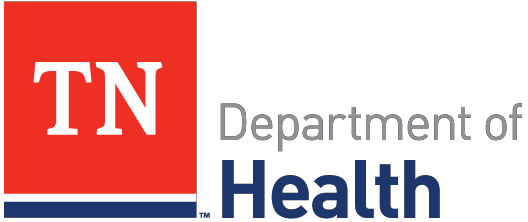 TN
™
Department of
Health